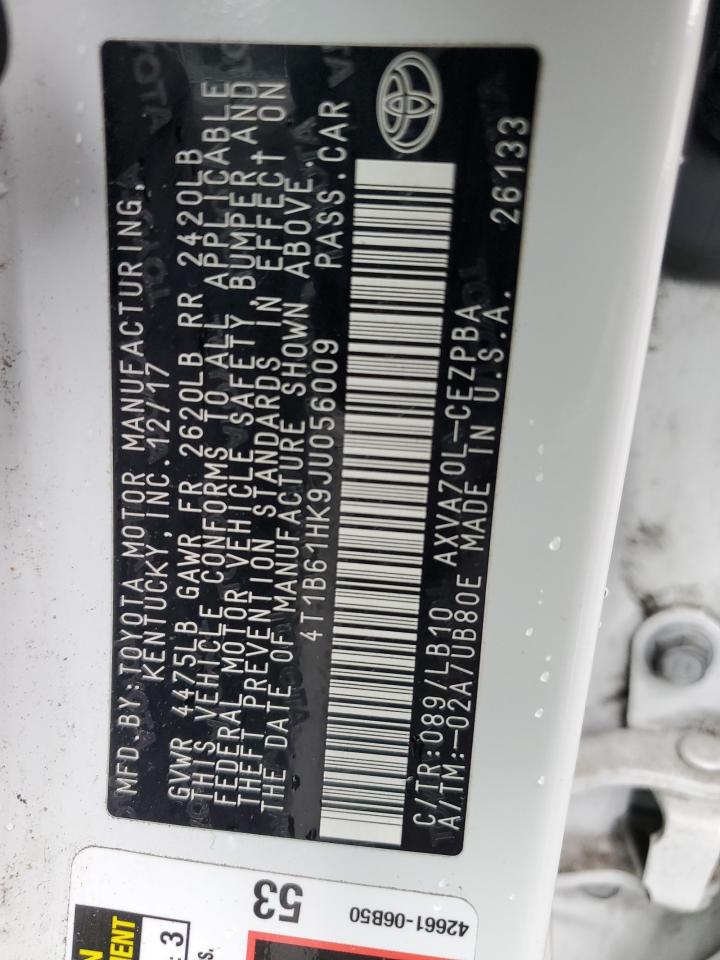 MFD.BY:TOYOTA MOTOR MANUFACTURING,
KENTUCKY, INC. 12/17
GVWR 4475LB GAWR FR 2620LB RR 2420LB
THIS VEHICLE CONFORMS TO ALL APPLICABLE
FEDERAL MOTOR VEHICLE SAFETY, BUMPER AND
THEFT PREVENTION STANDARDS IN EFFECT ON
THE DATE OF MANUFACTURE SHOWN ABOVE.
4T1B61HK9JU056009 PASS.CAR
C/TR:089/LB10 AXVA70L-CEZPBA
A/TM:-02A/UB80E MADE IN U.S.A. 26133
53
42661-06B50
3